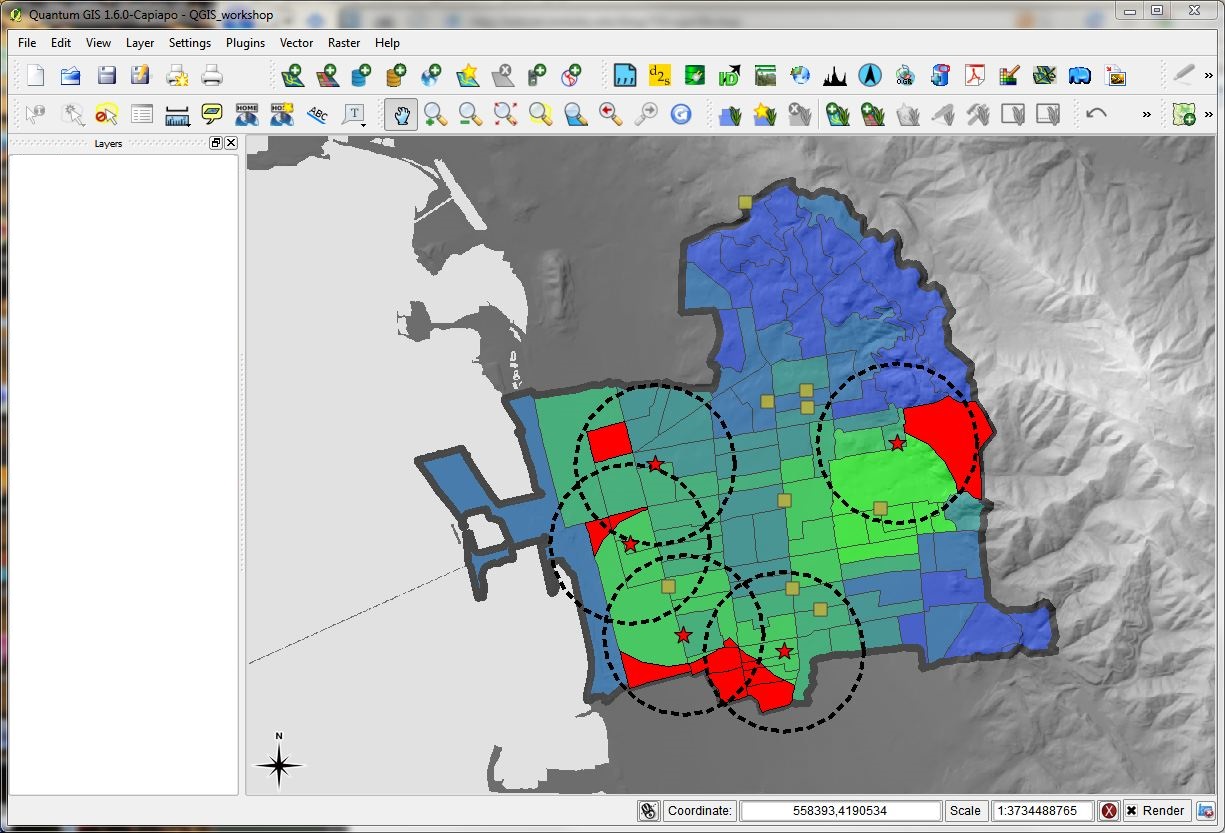 Quantum GIS 1.6.0-Capiapo - QGIS_workshop
File Edit View Layer Settings Plugins Vector Raster Help
d2s
HOME
ABC
T
Layers
N
Coordinate: 558393,4190534 Scale 1:3734488765 Render